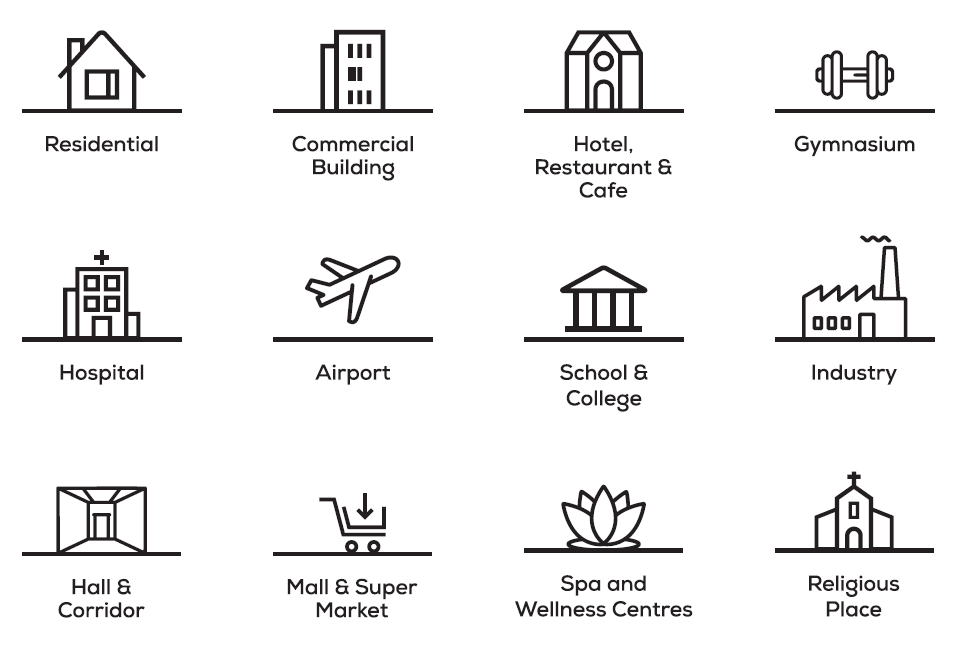 Residential
Commercial
Building
Hotel,
Restaurant &
Cafe
Gymnasium
Hospital
Airport
School &
College
Industry
Hall &
Corridor
Mall & Super
Market
Spa and
Wellness Centres
Religious
Place